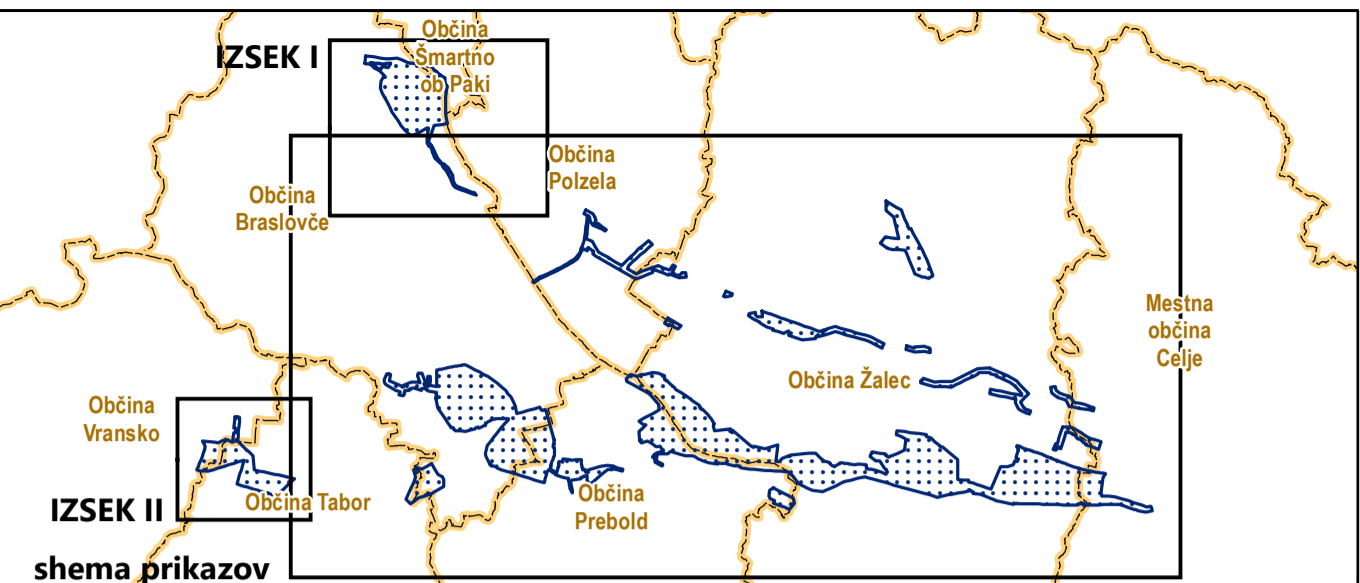 IZSEK I
Občina
Šmartno
ob Paki
Občina
Polzela
Občina
Braslovče
Mestna
občina
Celje
Občina Žalec
Občina
Vransko
IZSEK II
Občina Tabor
Občina
Prebold
shema prikazov